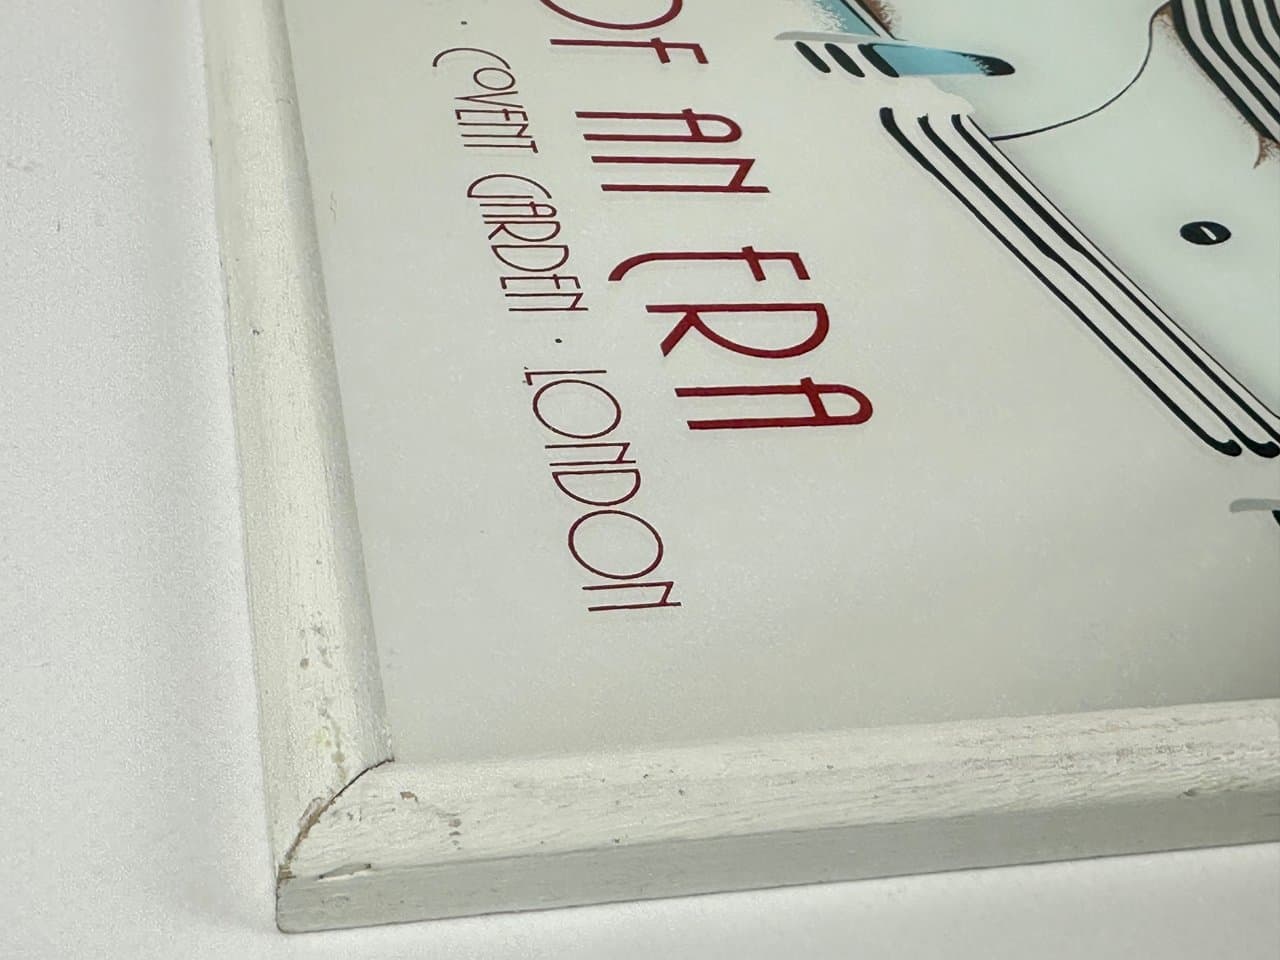 OF AN ERA
· COVENT GARDEN · LONDON